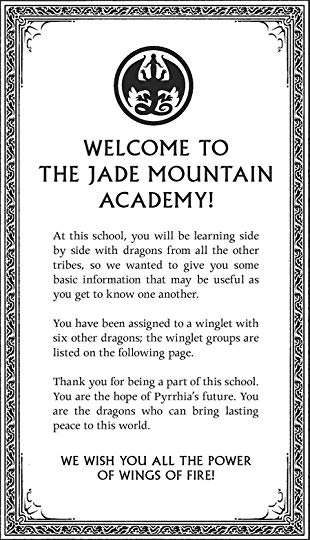 WELCOME TO
THE JADE MOUNTAIN
ACADEMY!
At this school, you will be learning side
by side with dragons from all the other
tribes, so we wanted to give you some
basic information that may be useful as
you get to know one another.
You have been assigned to a winglet with
six other dragons; the winglet groups are
listed on the following page.
Thank you for being a part of this school.
You are the hope of Pyrrhia's future. You
are the dragons who can bring lasting
peace to this world.
WE WISH YOU ALL THE POWER
OF WINGS OF FIRE!